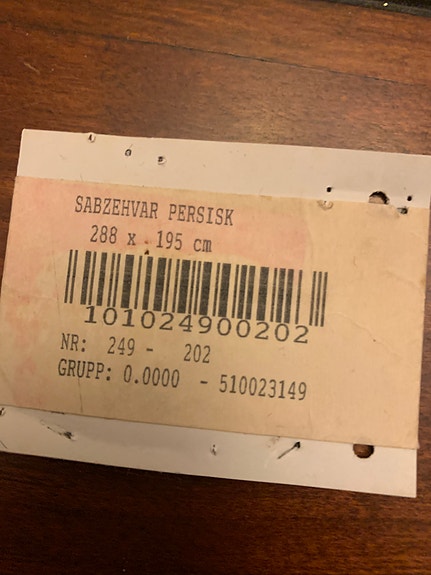 SABZEHVAR PERSISK
288 x 195 cm
101024900202
NR: 249 - 202
GRUPP: 0.0000 - 510023149